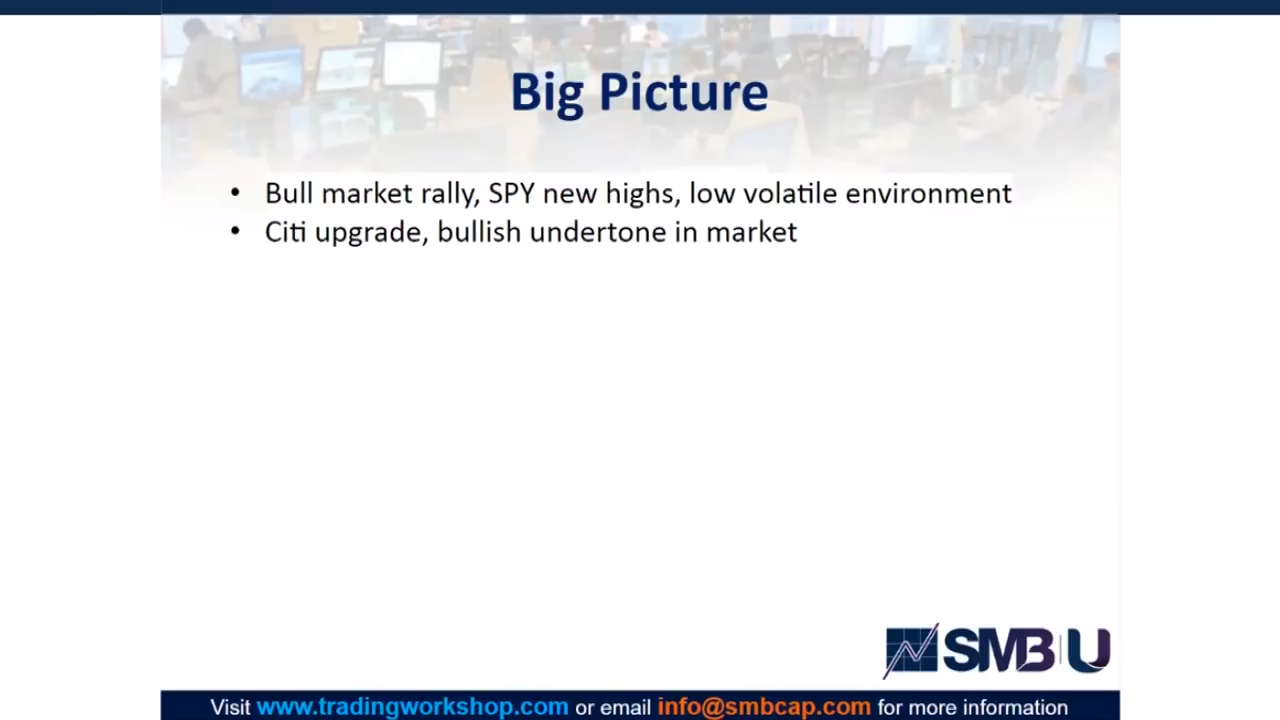 Big Picture
• Bull market rally, SPY new highs, low volatile environment
• Citi upgrade, bullish undertone in market
SMB U
Visit www.tradingworkshop.com or email info@smbcap.com for more information